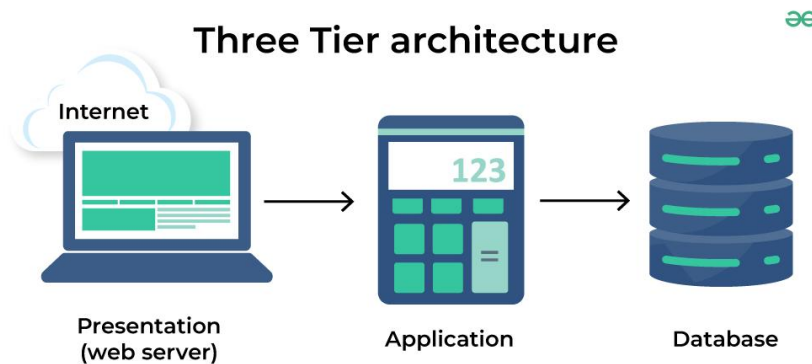 Three Tier architecture
Internet
123
=
Presentation
(web server)
Application
Database